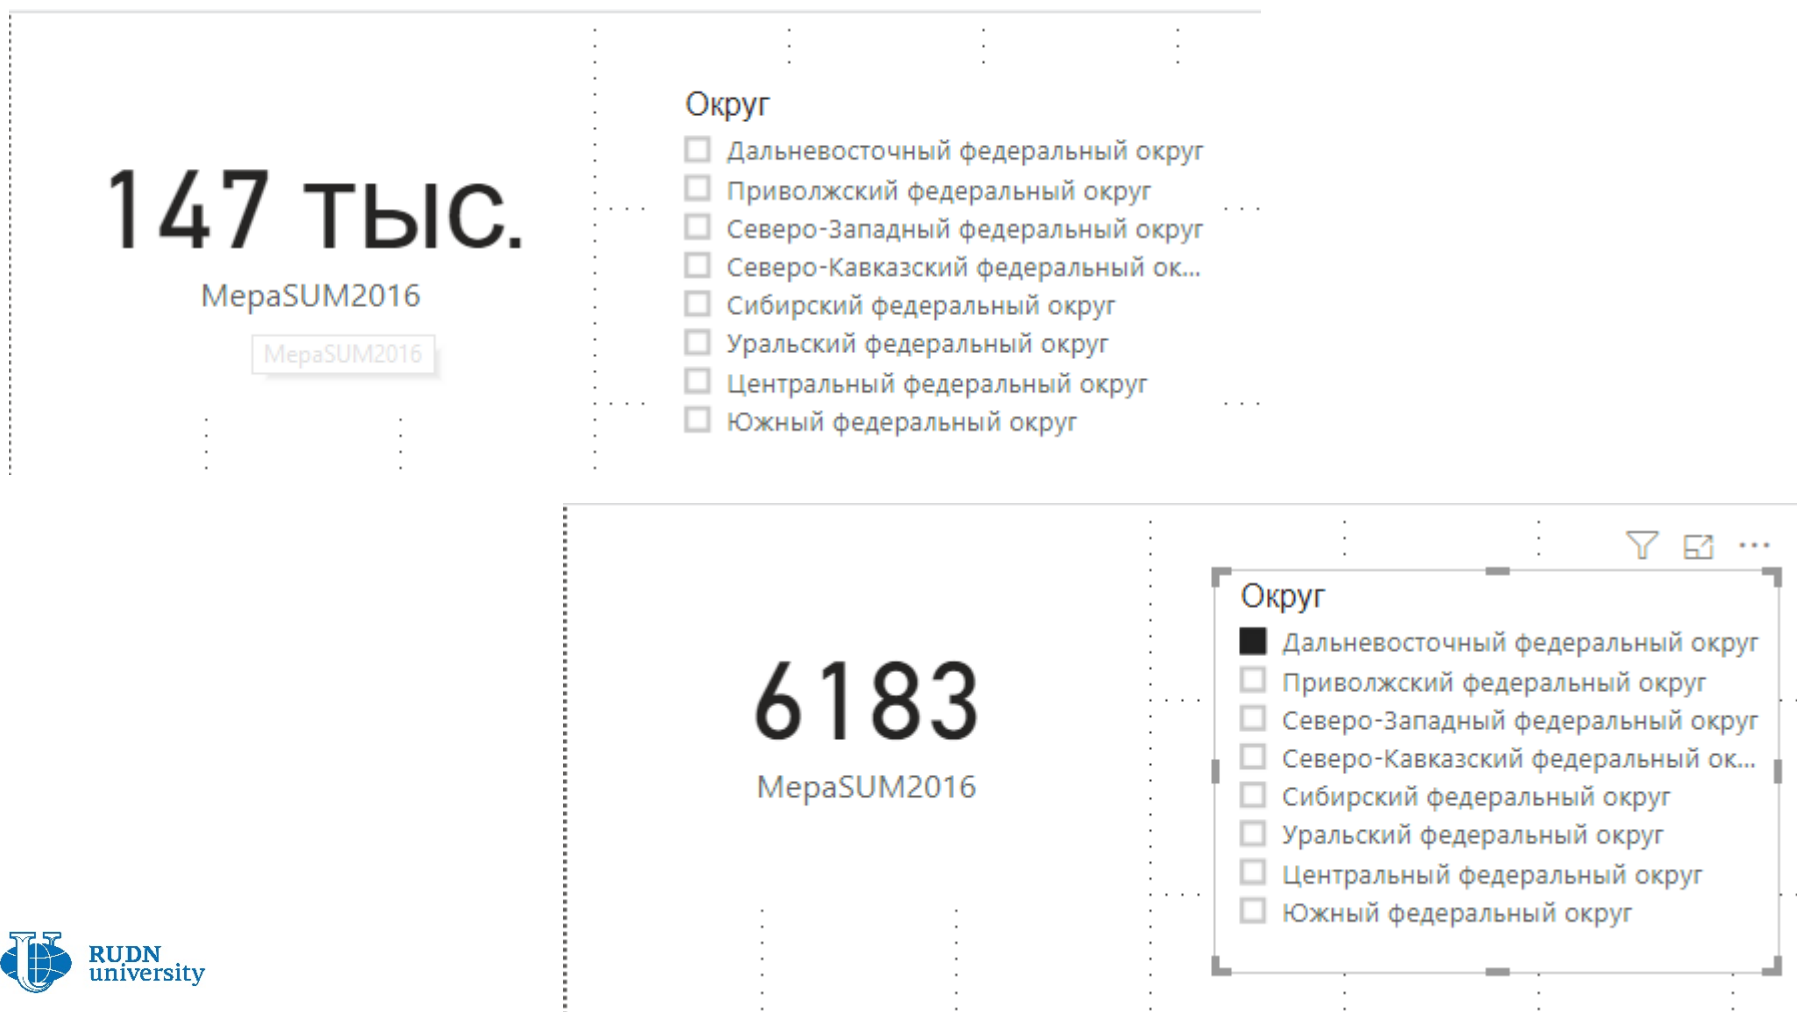 147 тыс.
МераSUM2016
МераSUM2016
Округ
Дальневосточный федеральный округ
Приволжский федеральный округ
Северо-Западный федеральный округ
Северо-Кавказский федеральный ок...
Сибирский федеральный округ
Уральский федеральный округ
Центральный федеральный округ
Южный федеральный округ
6183
МераSUM2016
Округ
Дальневосточный федеральный округ
Приволжский федеральный округ
Северо-Западный федеральный округ
Северо-Кавказский федеральный ок...
Сибирский федеральный округ
Уральский федеральный округ
Центральный федеральный округ
Южный федеральный округ
RUDN
university